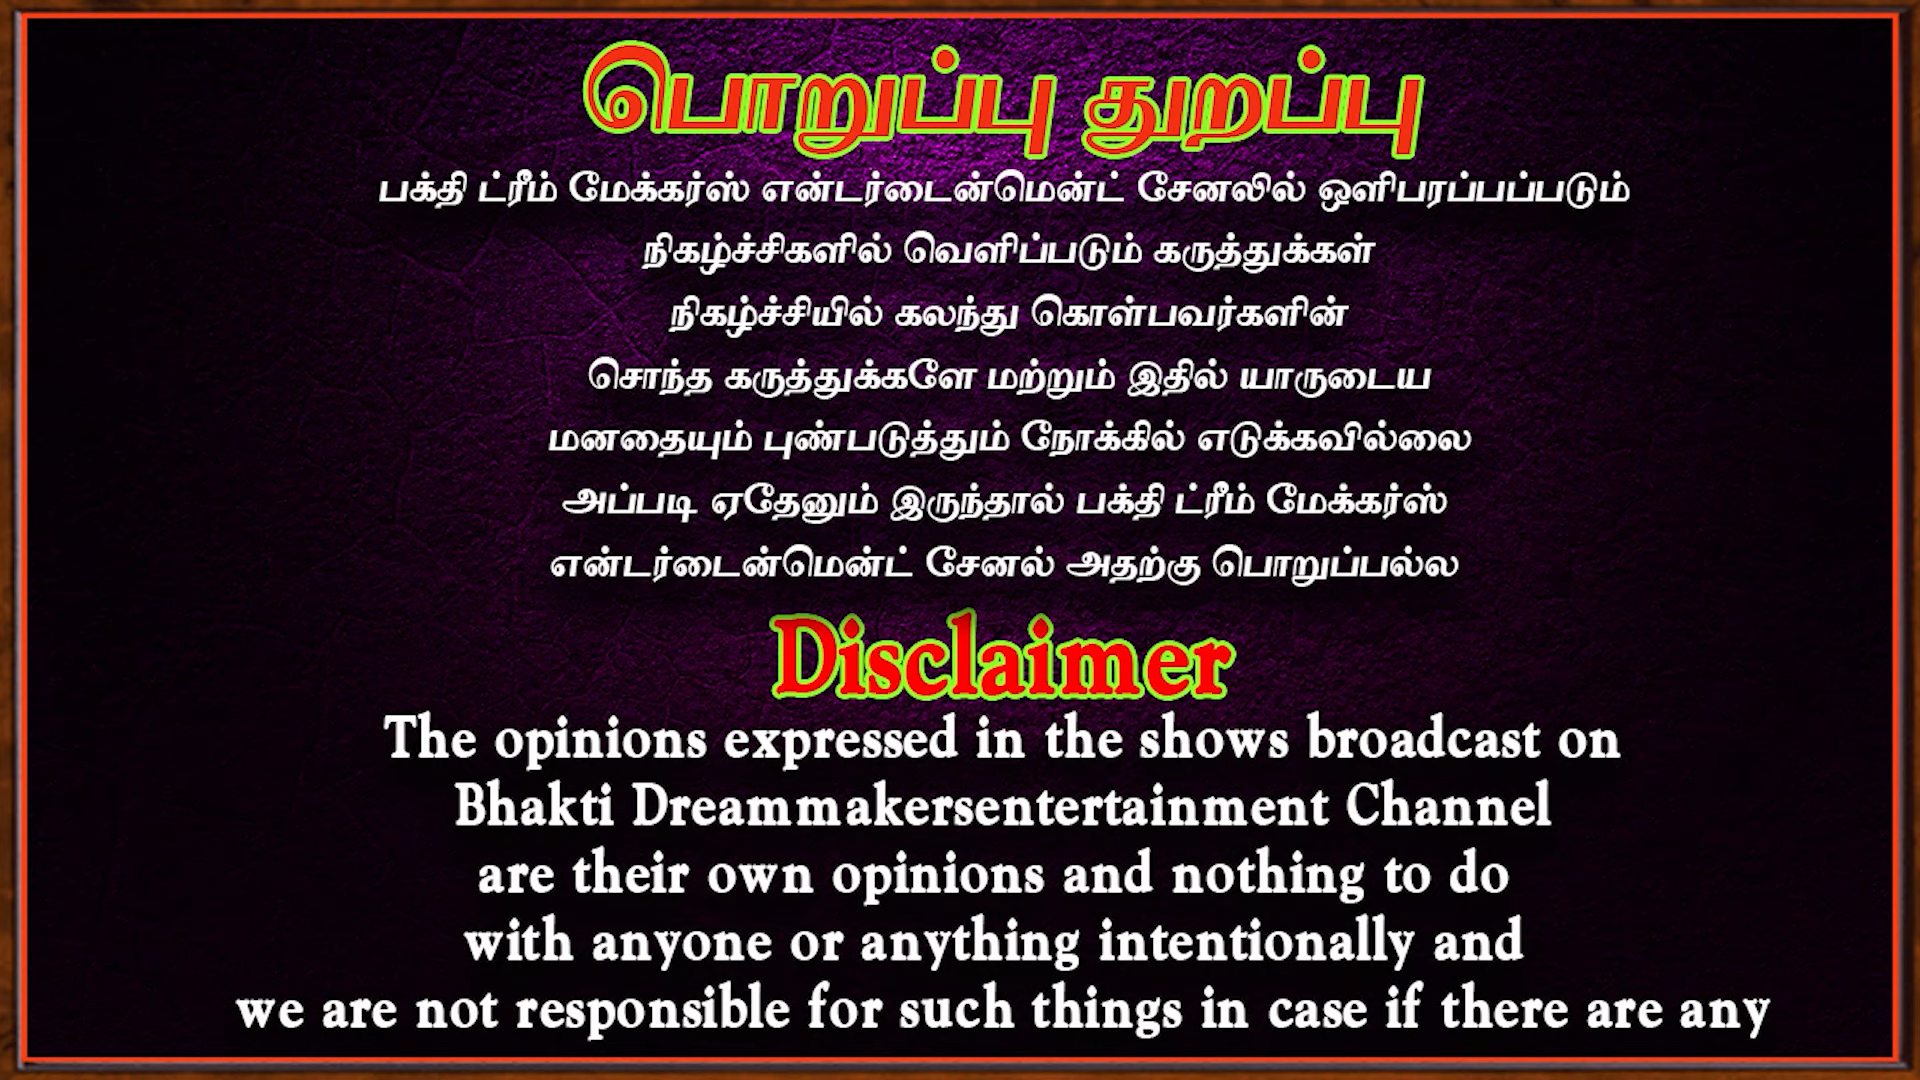 பொறுப்பு துறப்பு
பக்தி ட்ரீம் மேக்கர்ஸ் என்டர்டைன்மென்ட் சேனலில் ஒளிபரப்பப்படும்
நிகழ்ச்சிகளில் வெளிப்படும் கருத்துக்கள்
நிகழ்ச்சியில் கலந்து கொள்பவர்களின்
சொந்த கருத்துக்களே மற்றும் இதில் யாருடைய
மனதையும் புண்படுத்தும் நோக்கில் எடுக்கவில்லை
அப்படி ஏதேனும் இருந்தால் பக்தி ட்ரீம் மேக்கர்ஸ்
என்டர்டைன்மென்ட் சேனல் அதற்கு பொறுப்பல்ல
Disclaimer
The opinions expressed in the shows broadcast on
Bhakti Dreammakersentertainment Channel
are their own opinions and nothing to do
with anyone or anything intentionally and
we are not responsible for such things in case if there are any